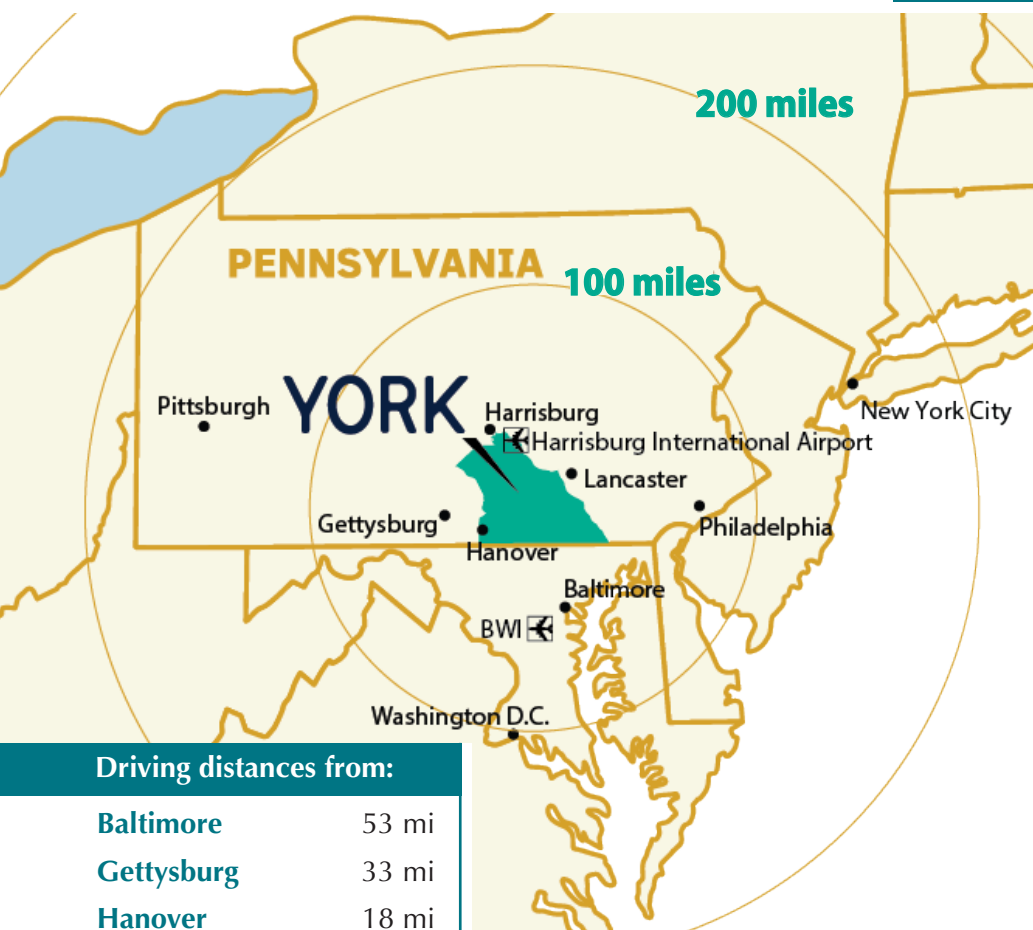 200 miles
PENNSYLVANIA
100 miles
YORK
Pittsburgh
Harrisburg
New York City
Harrisburg International Airport
Lancaster
Gettysburg
Philadelphia
Hanover
Baltimore
BWI
Washington D.C.
Driving distances from:
Baltimore 53 mi
Gettysburg 33 mi
Hanover 18 mi